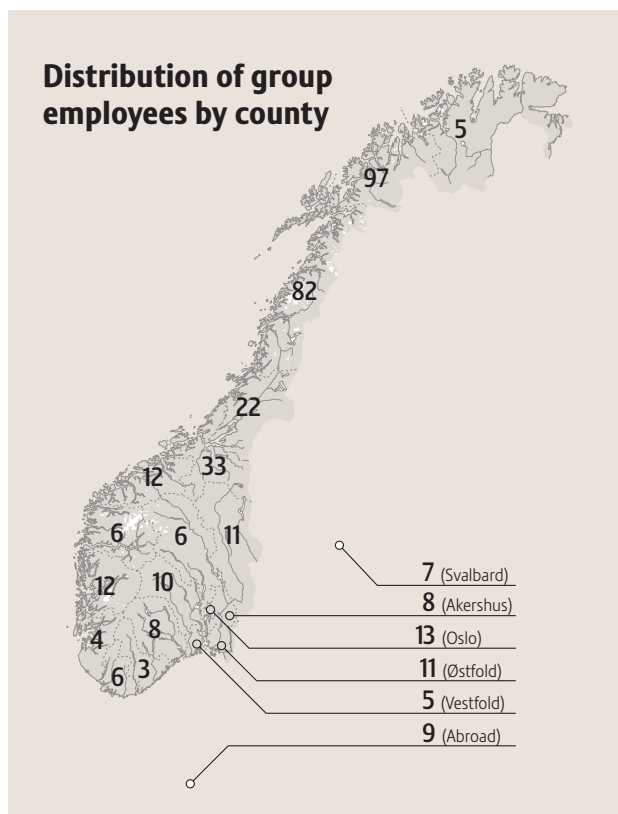 Distribution of group
employees by county
5
97
82
22
33
12
6
6
11
12
10
8
4
6
3
7 (Svalbard)
8 (Akershus)
13 (Oslo)
11 (Østfold)
5 (Vestfold)
9 (Abroad)